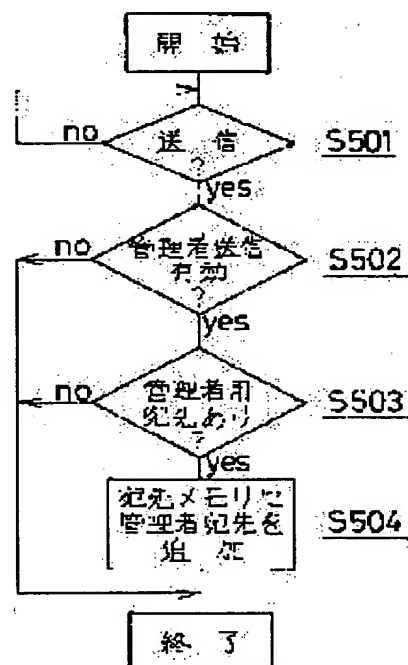 開始
送信
?
no
yes
S501
管理者送信
有効
?
no
yes
S502
管理者用
宛先あり
?
no
yes
S503
宛先メモリに
管理者宛先を
追加
S504
終了